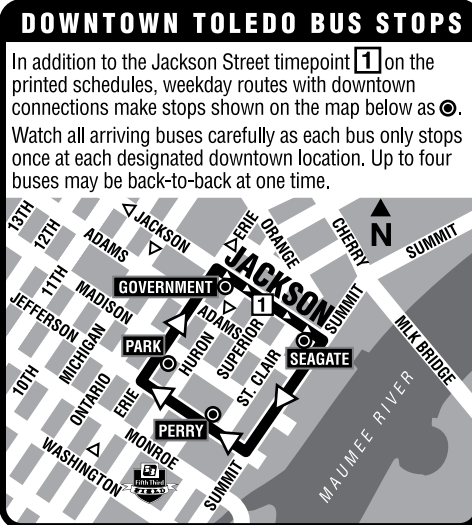 DOWNTOWN TOLEDO BUS STOPS
In addition to the Jackson Street timepoint 1 on the
printed schedules, weekday routes with downtown
connections make stops shown on the map below as
Watch all arriving buses carefully as each bus only stops
once at each designated downtown location. Up to four
buses may be back-to-back at one time.
13TH
12TH
ADAMS
JACKSON
ERIE
ORANGE
CHERRY
N
SUMMIT
11TH
MADISON
GOVERNMENT
JACKSON
1
SUMMIT
JEFFERSON
MICHIGAN
PARK
HURON
ADAMS
SUPERIOR
ST. CLAIR
SEAGATE
MLK BRIDGE
10TH
ONTARIO
ERIE
PERRY
MONROE
WASHINGTON
Fifth Third
FIELD
SUMMIT
MAUMEE RIVER